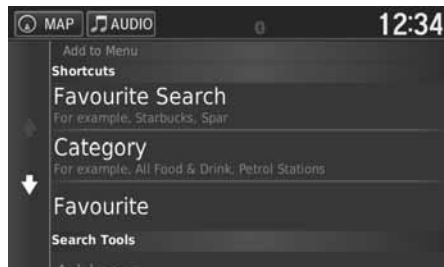 MAP AUDIO 12:34
Add to Menu
Shortcuts
Favourite Search
For example, Starbucks, Spar
Category
For example, All Food & Drink, Petrol Stations
Favourite
Search Tools